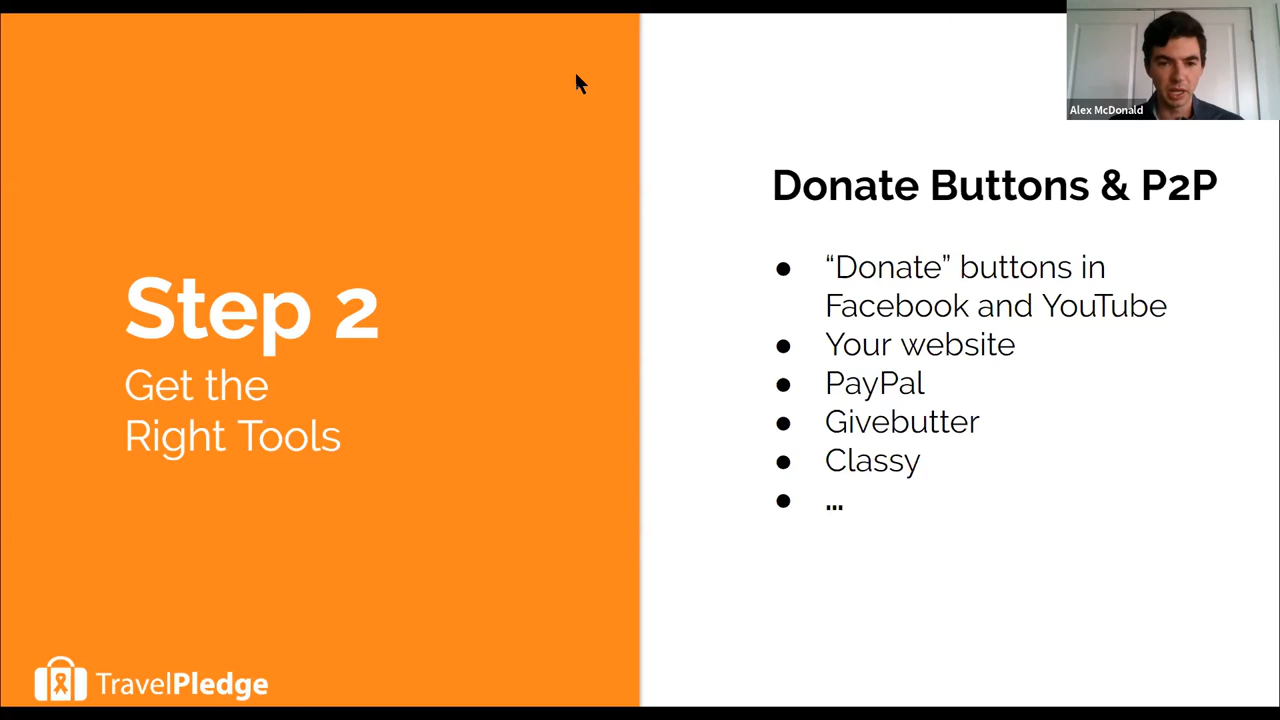 Alex McDonald
Step 2
Get the
Right Tools
Donate Buttons & P2P
● “Donate” buttons in
Facebook and YouTube
● Your website
● PayPal
● Givebutter
● Classy
● ...
TravelPledge